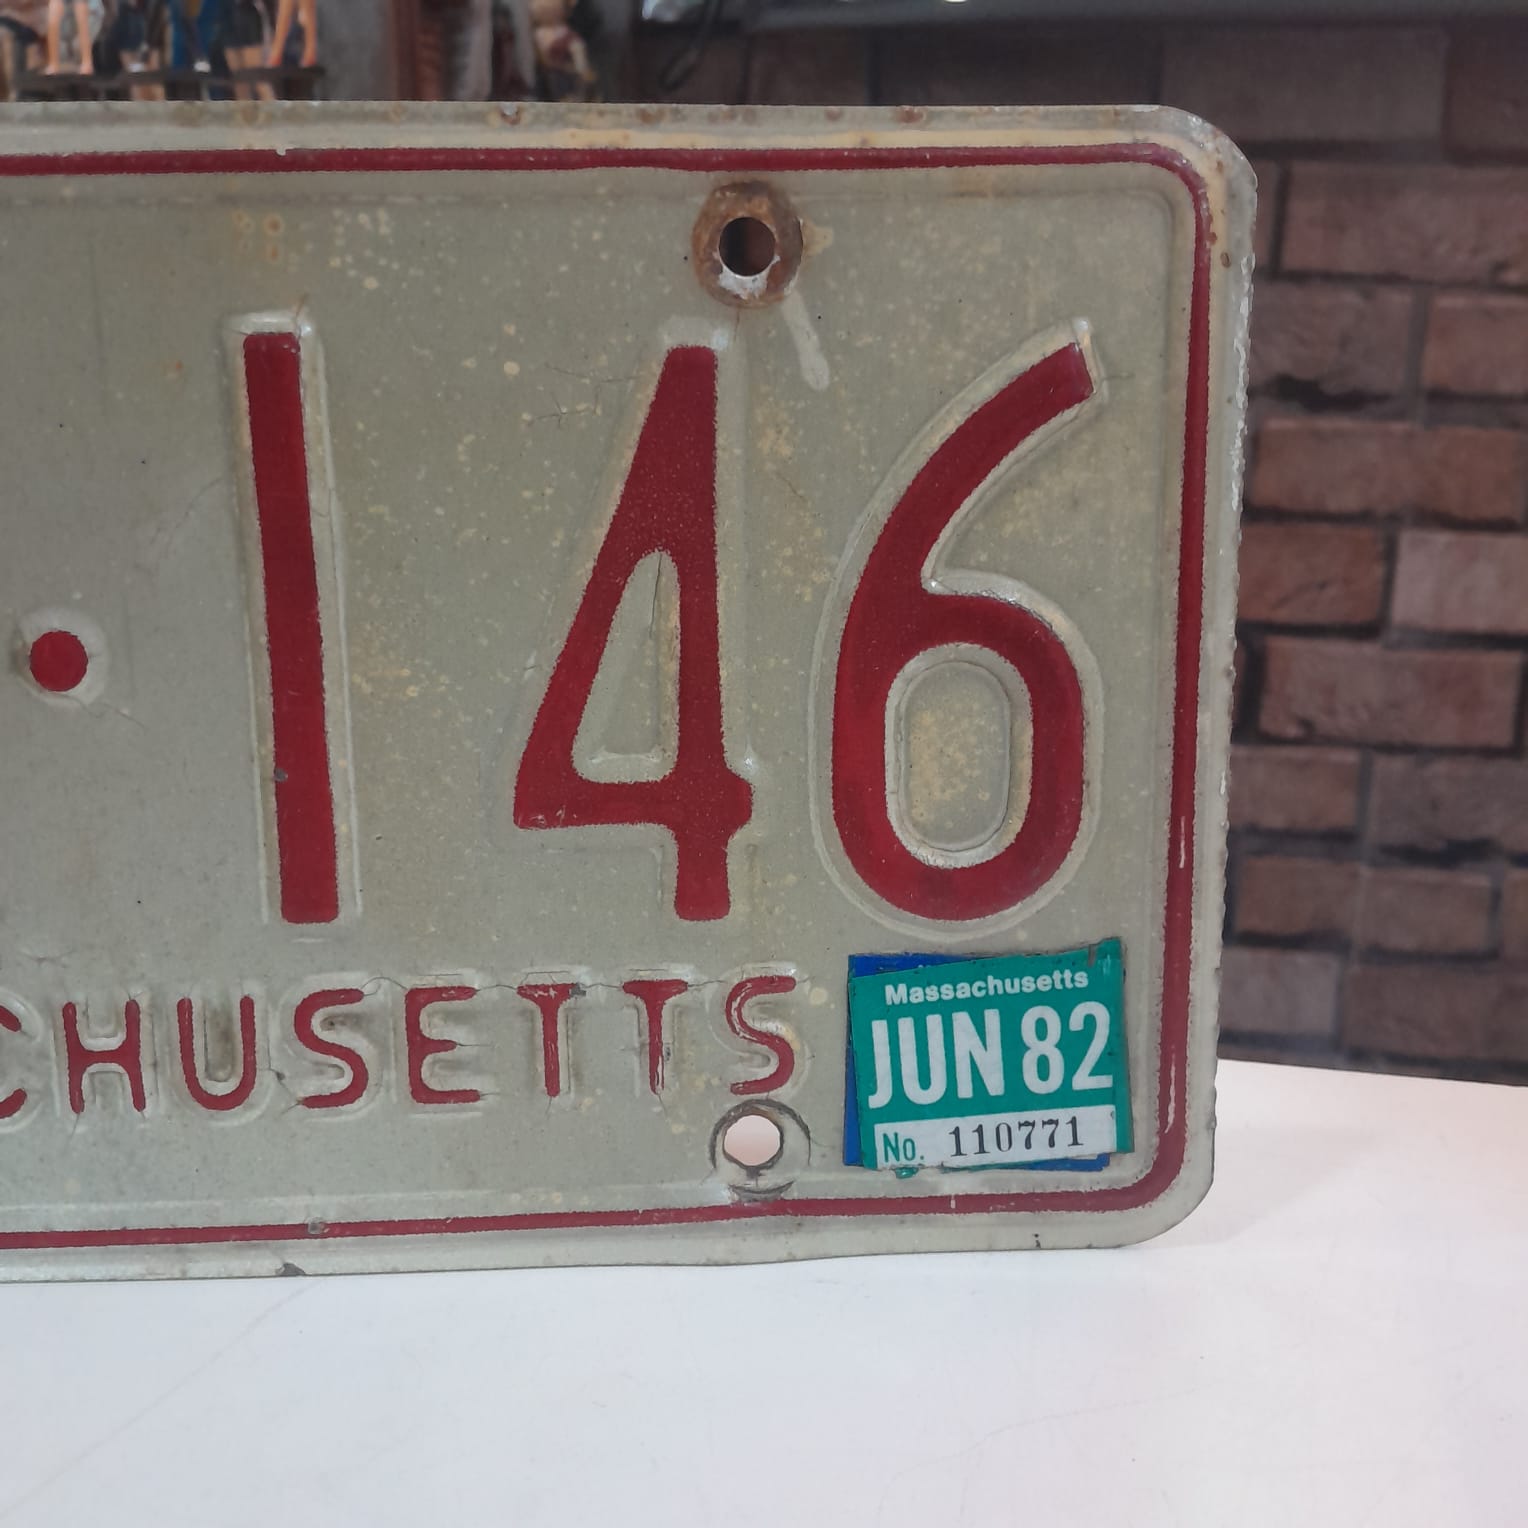 ·146
CHUSETTS
Massachusetts
JUN 82
No. 110771